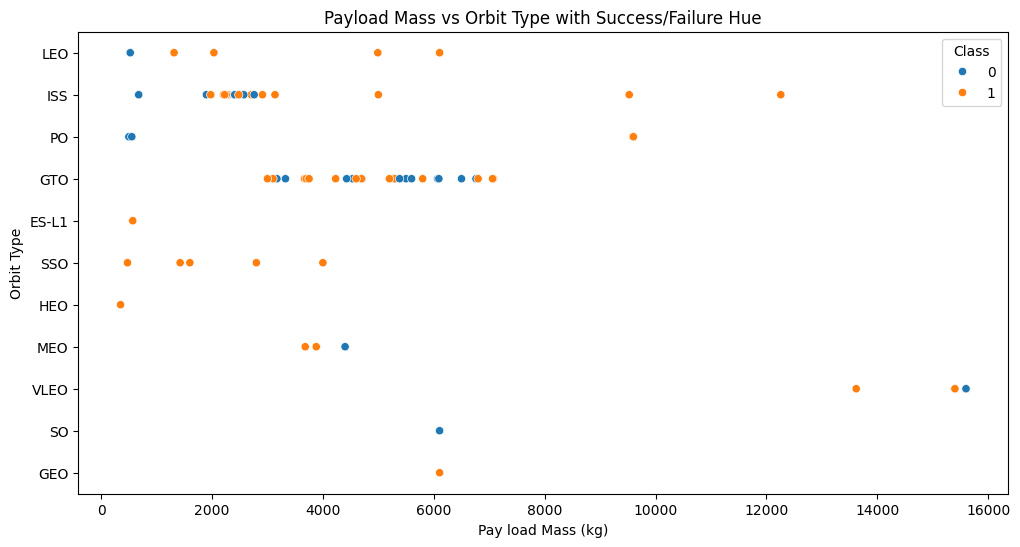 Payload Mass vs Orbit Type with Success/Failure Hue
Class
0
1
Orbit Type
LEO
ISS
PO
GTO
ES-L1
SSO
HEO
MEO
VLEO
SO
GEO
0 2000 4000 6000 8000 10000 12000 14000 16000
Pay load Mass (kg)